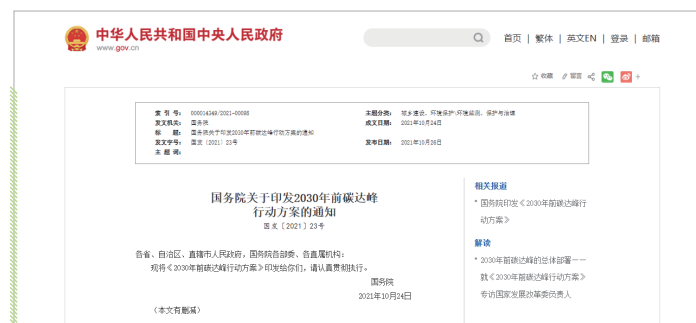 中华人民共和国中央人民政府
www.gov.cn
首页 | 繁体 | 英文EN | 登录 | 邮箱
收藏 留言 +
索 引 号： 000014349/2021-00098 主题分类： 城乡建设、环境保护\环境监测、保护与治理
发文机关： 国务院 成文日期： 2021年10月24日
标 题： 国务院关于印发2030年前碳达峰行动方案的通知
发文字号： 国发〔2021〕23号 发布日期： 2021年10月26日
主 题 词：
国务院关于印发2030年前碳达峰
行动方案的通知
国发〔2021〕23号
各省、自治区、直辖市人民政府，国务院各部委、各直属机构：
现将《2030年前碳达峰行动方案》印发给你们，请认真贯彻执行。
国务院
2021年10月24日
（本文有删减）
相关报道
* 国务院印发《2030年前碳达峰行
动方案》
解读
* 2030年前碳达峰的总体部署——
就《2030年前碳达峰行动方案》
专访国家发展改革委负责人